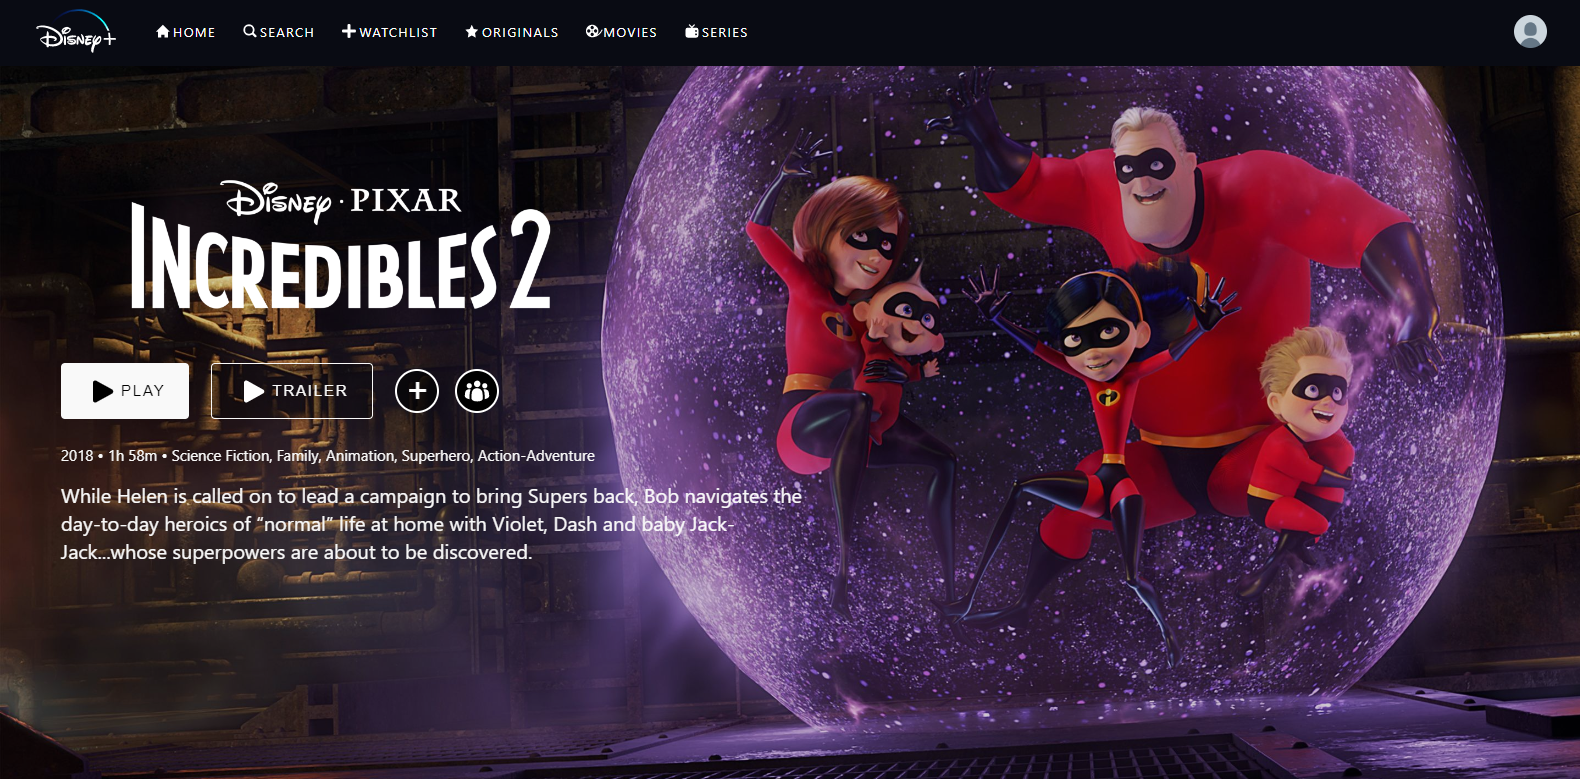 Disney+
HOME
SEARCH
WATCHLIST
ORIGINALS
MOVIES
SERIES
Disney · PIXAR
INCREDIBLES 2
PLAY
TRAILER
2018 • 1h 58m • Science Fiction, Family, Animation, Superhero, Action-Adventure
While Helen is called on to lead a campaign to bring Supers back, Bob navigates the
day-to-day heroics of “normal” life at home with Violet, Dash and baby Jack-
Jack...whose superpowers are about to be discovered.